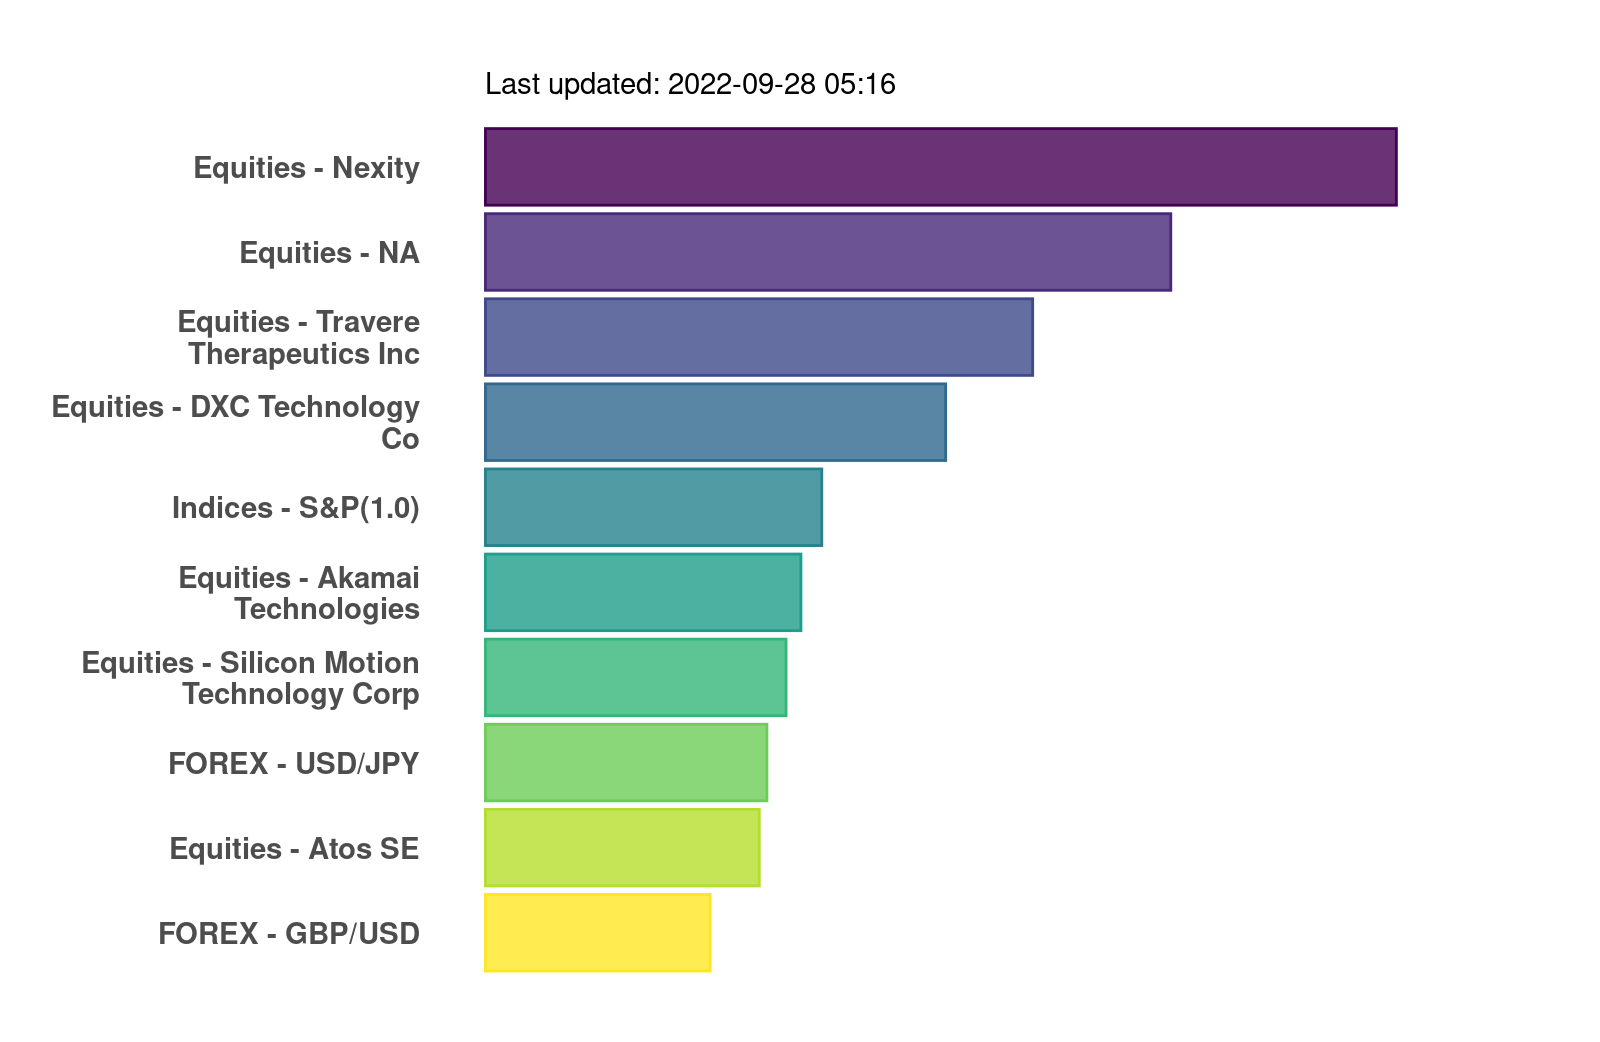 Last updated: 2022-09-28 05:16
Equities - Nexity
Equities - NA
Equities - Travere
Therapeutics Inc
Equities - DXC Technology
Co
Indices - S&P(1.0)
Equities - Akamai
Technologies
Equities - Silicon Motion
Technology Corp
FOREX - USD/JPY
Equities - Atos SE
FOREX - GBP/USD